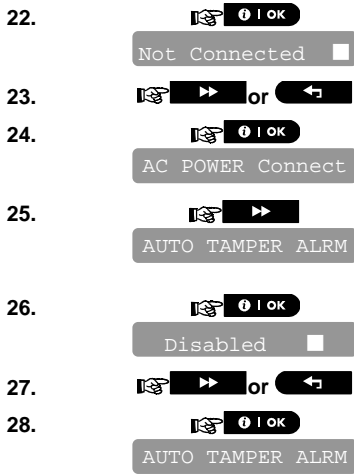 22. i | OK
Not Connected ■
23. or
24. i | OK
AC POWER Connect
25.
AUTO TAMPER ALRM
26. i | OK
Disabled ■
27. or
28. i | OK
AUTO TAMPER ALRM